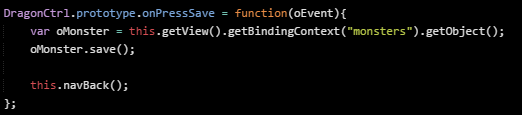 DragonCtrl.prototype.onPressSave = function(oEvent){
    var oMonster = this.getView().getBindingContext("monsters").getObject();
    oMonster.save();

    this.navBack();
};